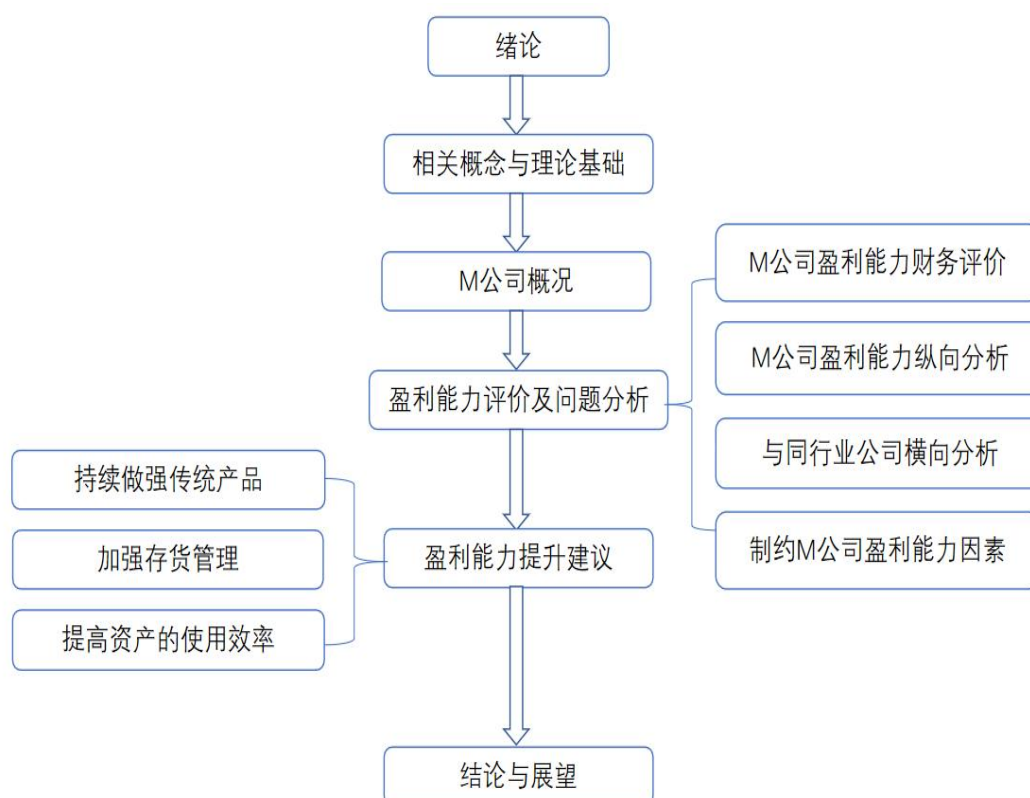 绪论
相关概念与理论基础
M公司概况
盈利能力评价及问题分析
M公司盈利能力财务评价
M公司盈利能力纵向分析
与同行业公司横向分析
制约M公司盈利能力因素
盈利能力提升建议
持续做强传统产品
加强存货管理
提高资产的使用效率
结论与展望